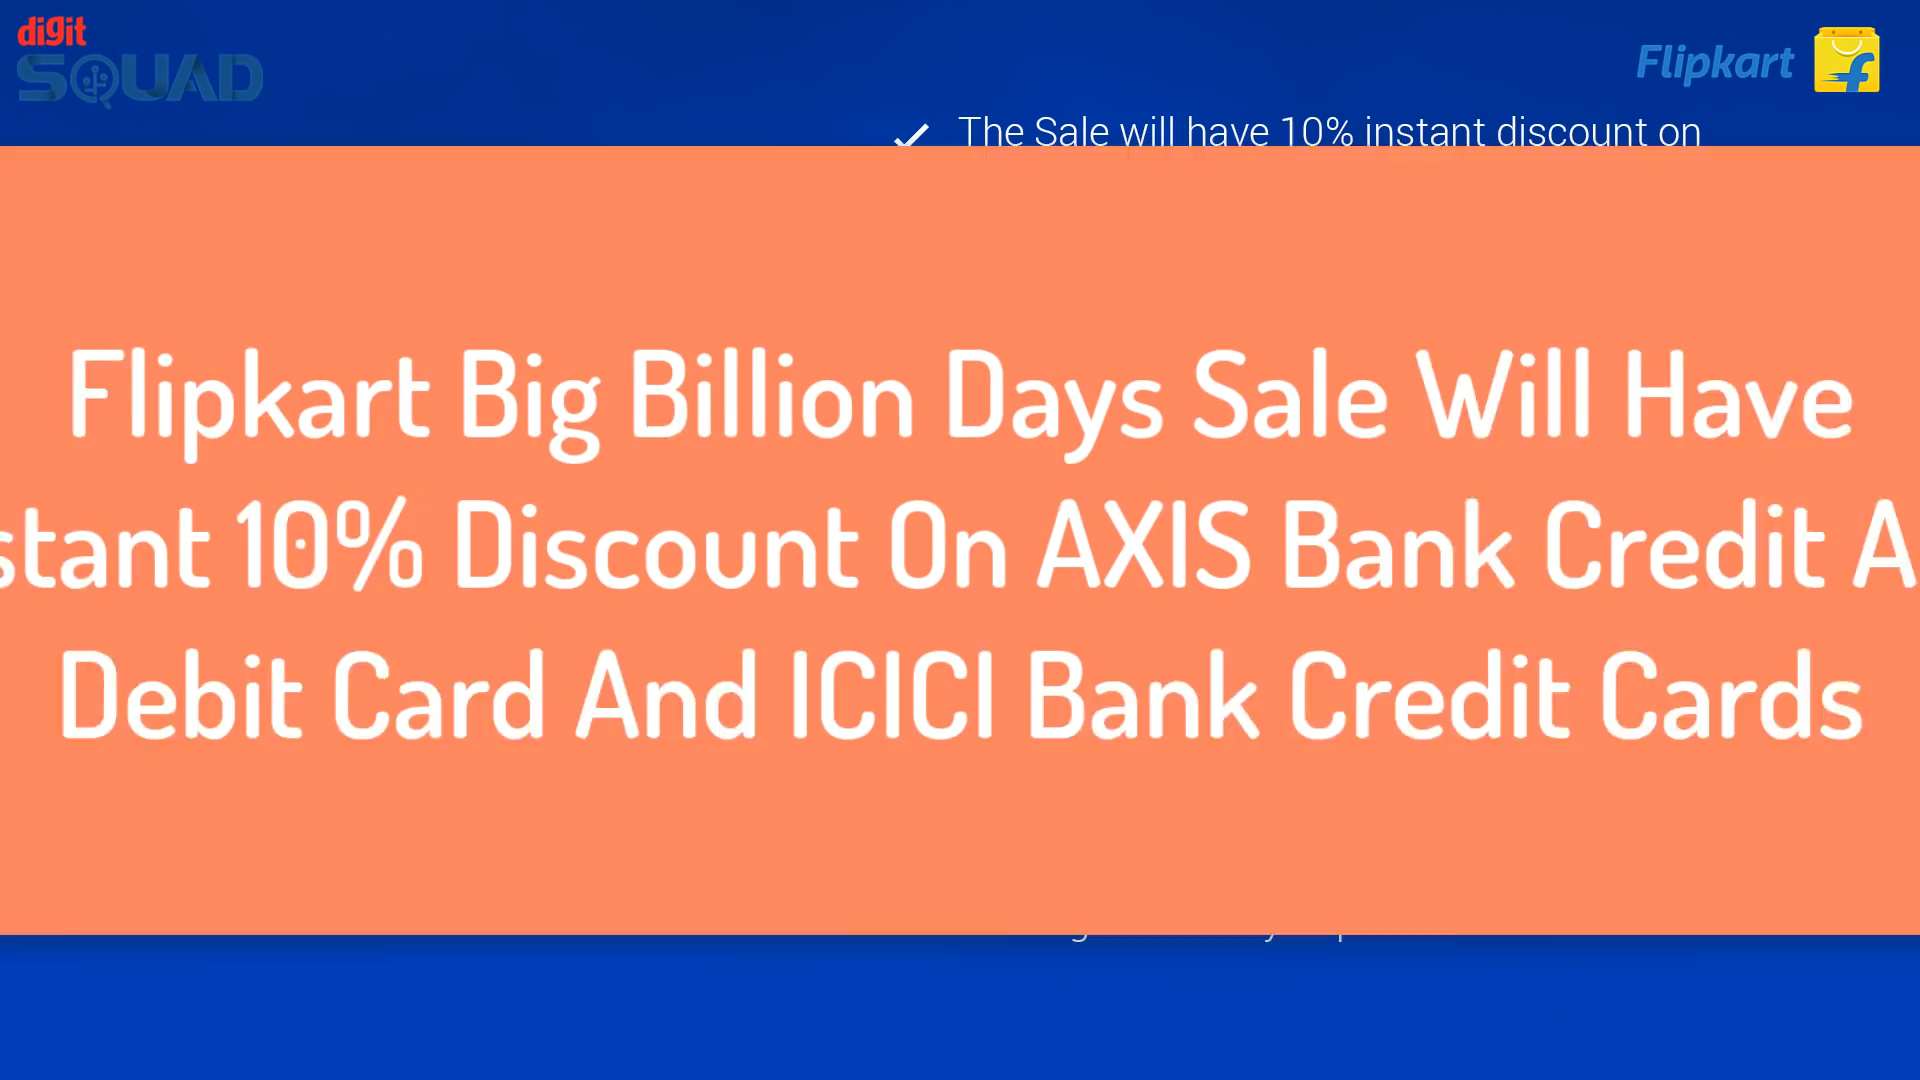 digit
SQUAD
Flipkart
The Sale will have 10% instant discount on
Flipkart Big Billion Days Sale Will Have
stant 10% Discount On AXIS Bank Credit A
Debit Card And ICICI Bank Credit Cards